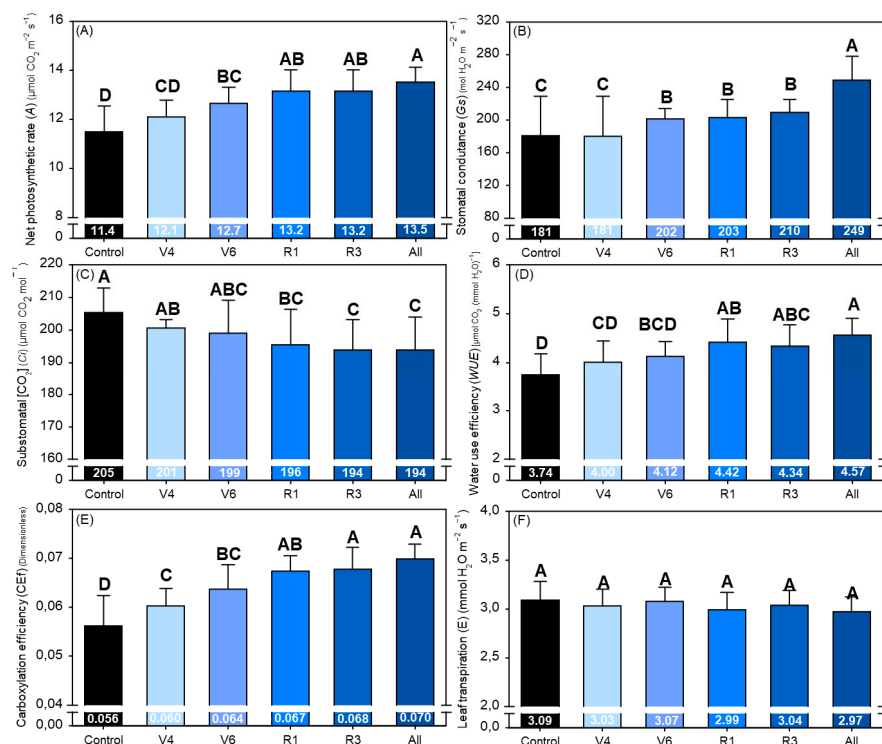 (A)
Net photosynthetic rate (A) (µmol CO₂ m⁻² s⁻¹)
16
14
12
10
8
0
D
CD
BC
AB
AB
A
11.4
12.1
12.7
13.2
13.2
13.5
Control
V4
V6
R1
R3
All
(B)
Stomatal condutance (Gs) (mol H₂O m⁻² ⁻¹
320
280
240
200
160
120
80
0
C
C
B
B
B
A
181
181
202
203
210
249
Control
V4
V6
R1
R3
All
(C)
Substomatal [CO₂] (Ci) (µmol CO₂ mol⁻¹
220
210
200
190
180
170
160
0
A
AB
ABC
BC
C
C
205
201
199
196
194
194
Control
V4
V6
R1
R3
All
(D)
Water use efficiency (WUE) [µmol CO₂ (mmol H₂O)⁻¹]
6
5
4
3
2
0
D
CD
BCD
AB
ABC
A
3.74
4.00
4.12
4.42
4.34
4.57
Control
V4
V6
R1
R3
All
(E)
Carboxylation efficiency (CEf) (Dimensionless)
0,08
0,07
0,06
0,05
0,04
0,00
D
C
BC
AB
A
A
0.056
0.060
0.064
0.067
0.068
0.070
Control
V4
V6
R1
R3
All
(F)
Leaf transpiration (E) (mmol H₂O m⁻² s⁻¹)
4,0
3,5
3,0
2,5
2,0
0,0
A
A
A
A
A
A
3.09
3.03
3.07
2.99
3.04
2.97
Control
V4
V6
R1
R3
All